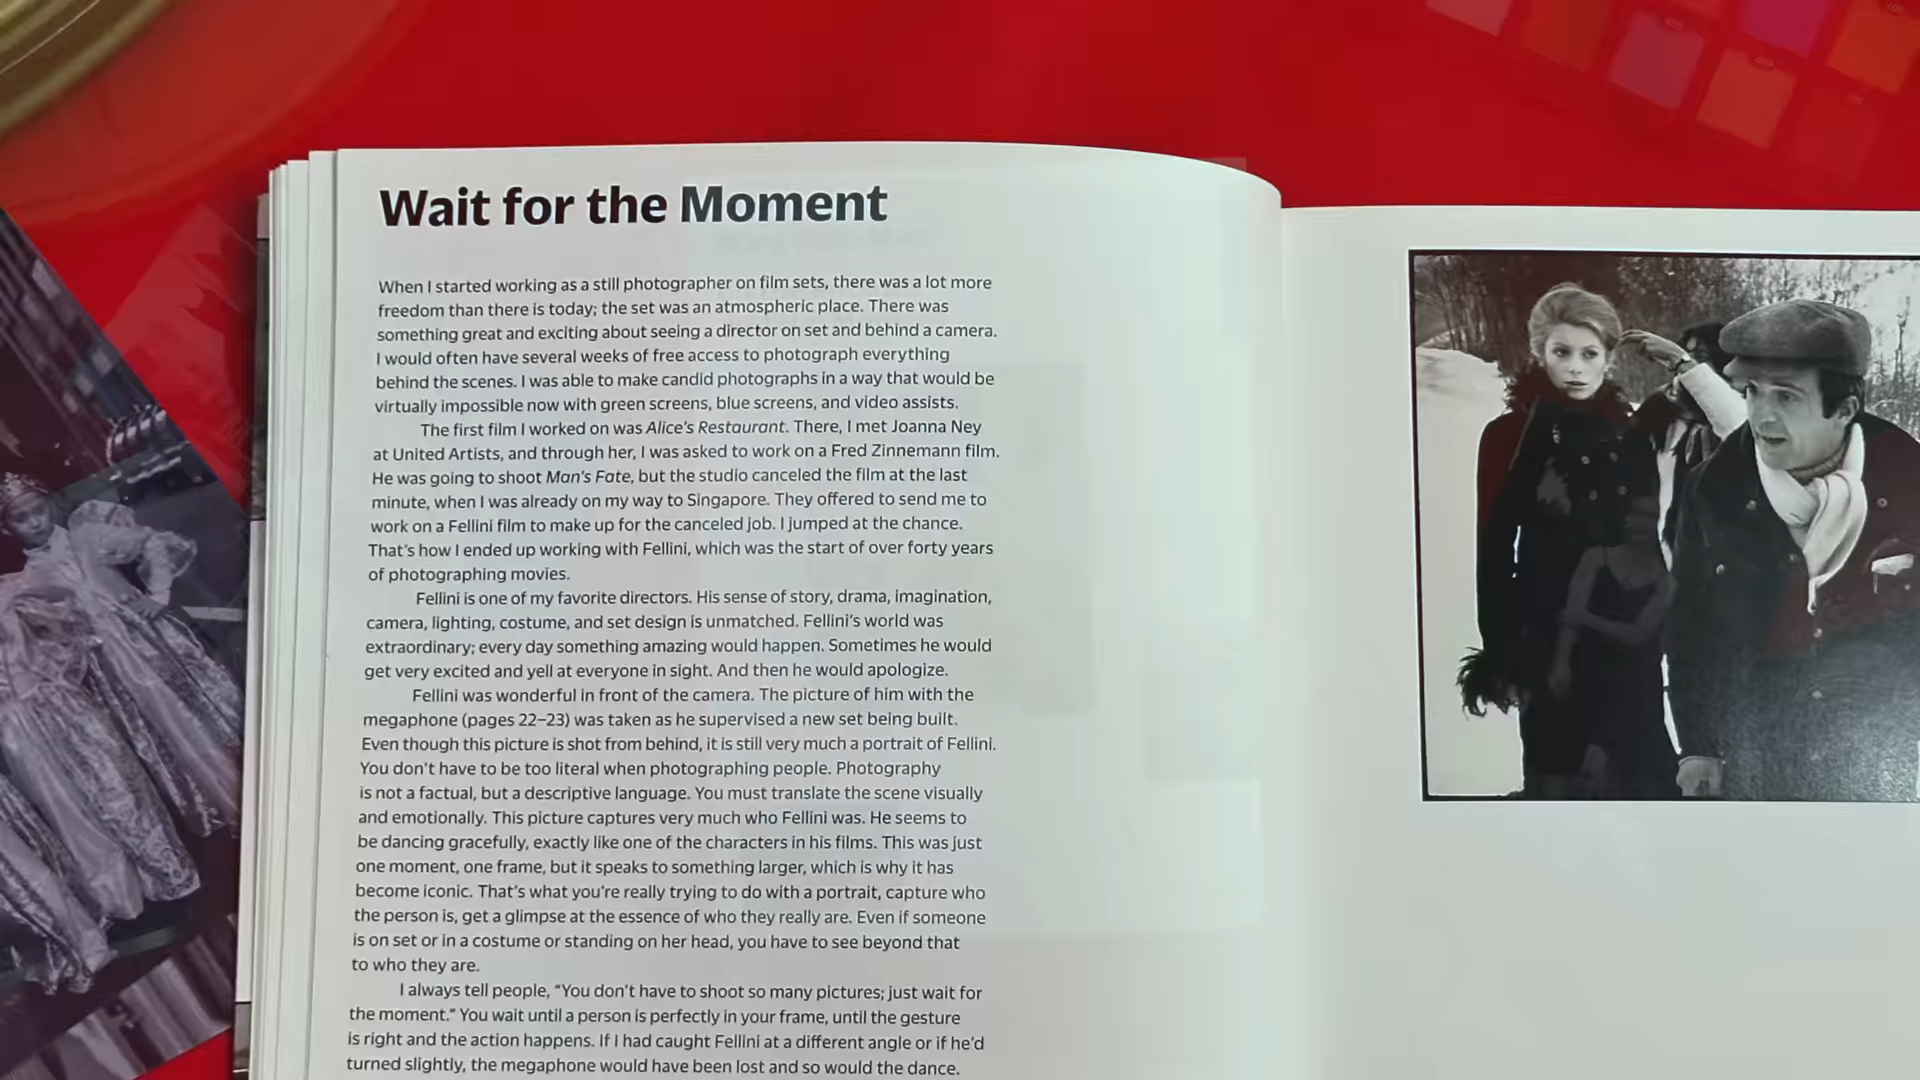 Wait for the Moment
When I started working as a still photographer on film sets, there was a lot more
freedom than there is today; the set was an atmospheric place. There was
something great and exciting about seeing a director on set and behind a camera.
I would often have several weeks of free access to photograph everything
behind the scenes. I was able to make candid photographs in a way that would be
virtually impossible now with green screens, blue screens, and video assists.
The first film I worked on was Alice's Restaurant. There, I met Joanna Ney
at United Artists, and through her, I was asked to work on a Fred Zinnemann film.
He was going to shoot Man's Fate, but the studio canceled the film at the last
minute, when I was already on my way to Singapore. They offered to send me to
work on a Fellini film to make up for the canceled job. I jumped at the chance.
That's how I ended up working with Fellini, which was the start of over forty years
of photographing movies.
Fellini is one of my favorite directors. His sense of story, drama, imagination,
camera, lighting, costume, and set design is unmatched. Fellini's world was
extraordinary; every day something amazing would happen. Sometimes he would
get very excited and yell at everyone in sight. And then he would apologize.
Fellini was wonderful in front of the camera. The picture of him with the
megaphone (pages 22–23) was taken as he supervised a new set being built.
Even though this picture is shot from behind, it is still very much a portrait of Fellini.
You don't have to be too literal when photographing people. Photography
is not a factual, but a descriptive language. You must translate the scene visually
and emotionally. This picture captures very much who Fellini was. He seems to
be dancing gracefully, exactly like one of the characters in his films. This was just
one moment, one frame, but it speaks to something larger, which is why it has
become iconic. That's what you're really trying to do with a portrait, capture who
the person is, get a glimpse at the essence of who they really are. Even if someone
is on set or in a costume or standing on her head, you have to see beyond that
to who they are.
I always tell people, "You don't have to shoot so many pictures; just wait for
the moment." You wait until a person is perfectly in your frame, until the gesture
is right and the action happens. If I had caught Fellini at a different angle or if he'd
turned slightly, the megaphone would have been lost and so would the dance.